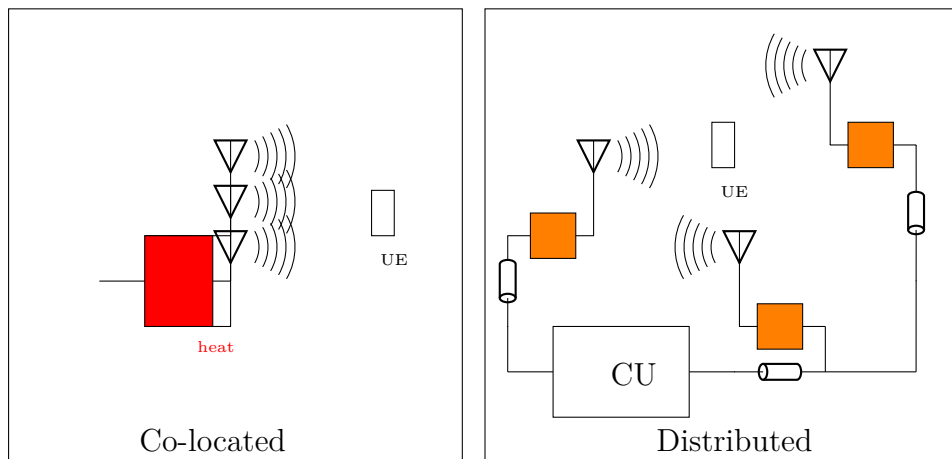 UE
heat
Co-located
UE
CU
Distributed